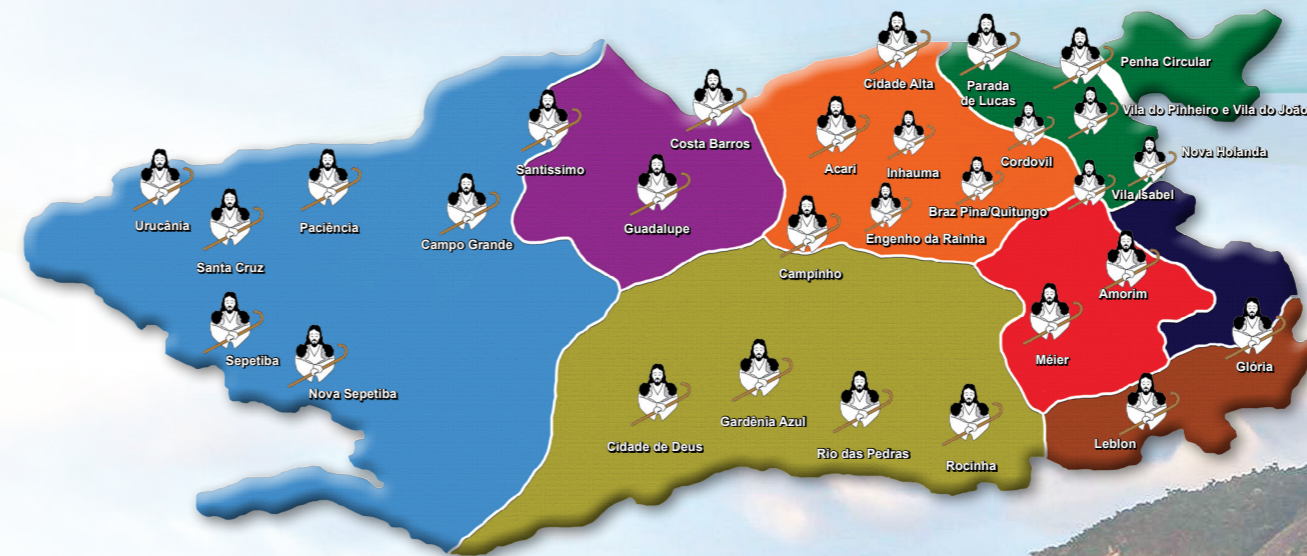 Penha Circular
Cidade Alta
Parada
de Lucas
Vila do Pinheiro e Vila do João
Costa Barros
Nova Holanda
Cordovil
Santíssimo
Acari
Inhauma
Vila Isabel
Braz Pina/Quitungo
Urucânia
Paciência
Guadalupe
Engenho da Rainha
Campo Grande
Santa Cruz
Campinho
Amorim
Sepetiba
Méier
Glória
Nova Sepetiba
Gardênia Azul
Cidade de Deus
Leblon
Rio das Pedras
Rocinha